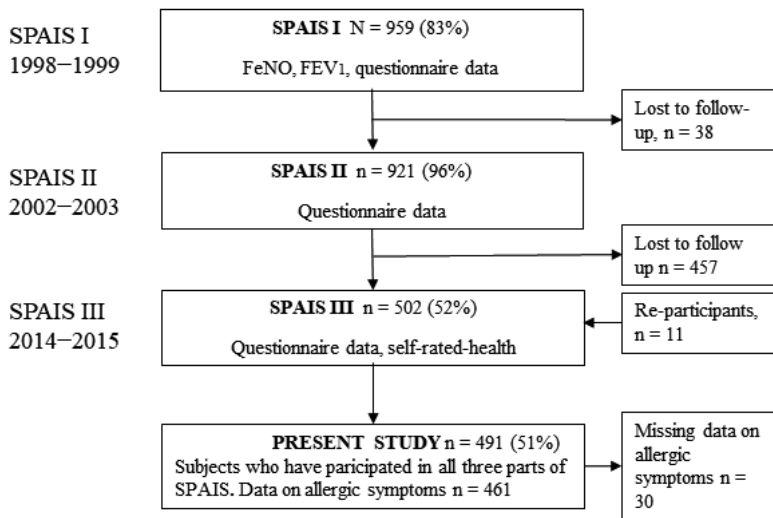 SPAIS I
1998–1999
SPAIS I N = 959 (83%)
FeNO, FEV1, questionnaire data
Lost to follow-
up, n = 38
SPAIS II
2002–2003
SPAIS II n = 921 (96%)
Questionnaire data
Lost to follow
up n = 457
SPAIS III
2014–2015
SPAIS III n = 502 (52%)
Questionnaire data, self-rated-health
Re-participants,
n = 11
PRESENT STUDY n = 491 (51%)
Subjects who have paricipated in all three parts of
SPAIS. Data on allergic symptoms n = 461
Missing data on
allergic
symptoms n =
30